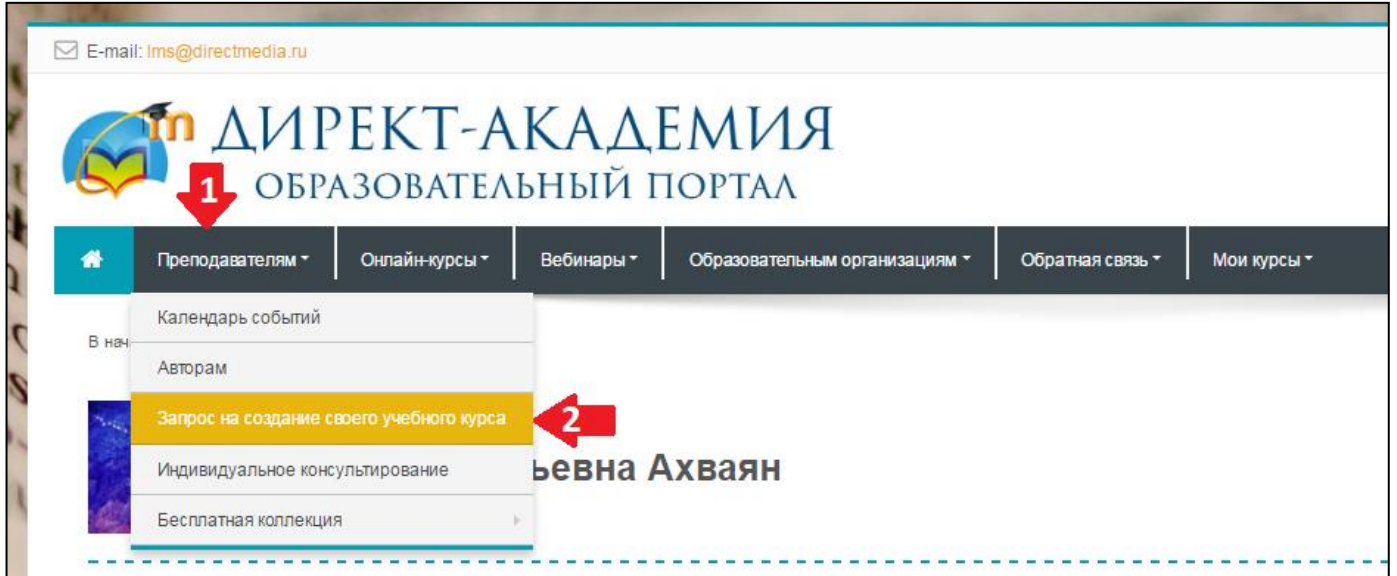 E-mail: lms@directmedia.ru
ДИРЕКТ-АКАДЕМИЯ
ОБРАЗОВАТЕЛЬНЫЙ ПОРТАЛ
1
Преподавателям Онлайн-курсы Вебинары Образовательным организациям Обратная связь Мои курсы
Календарь событий
В нач
Авторам
Запрос на создание своего учебного курса 2
Индивидуальное консультирование
ьевна Ахваян
Бесплатная коллекция